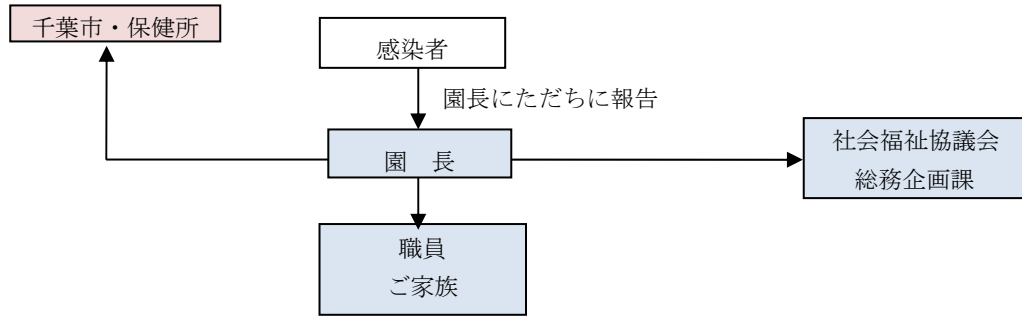 千葉市・保健所
感染者
園長にただちに報告
園　長
社会福祉協議会
総務企画課
職員
ご家族